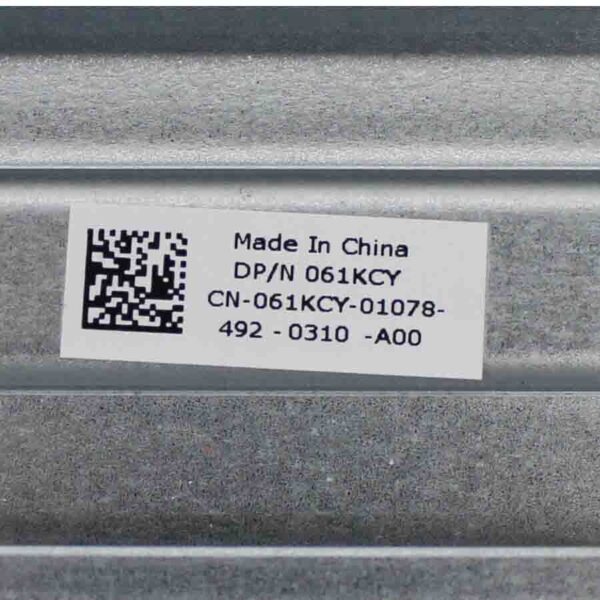 Made In China
DP/N 061KCY
CN-061KCY-01078-
492 -0310 -A00